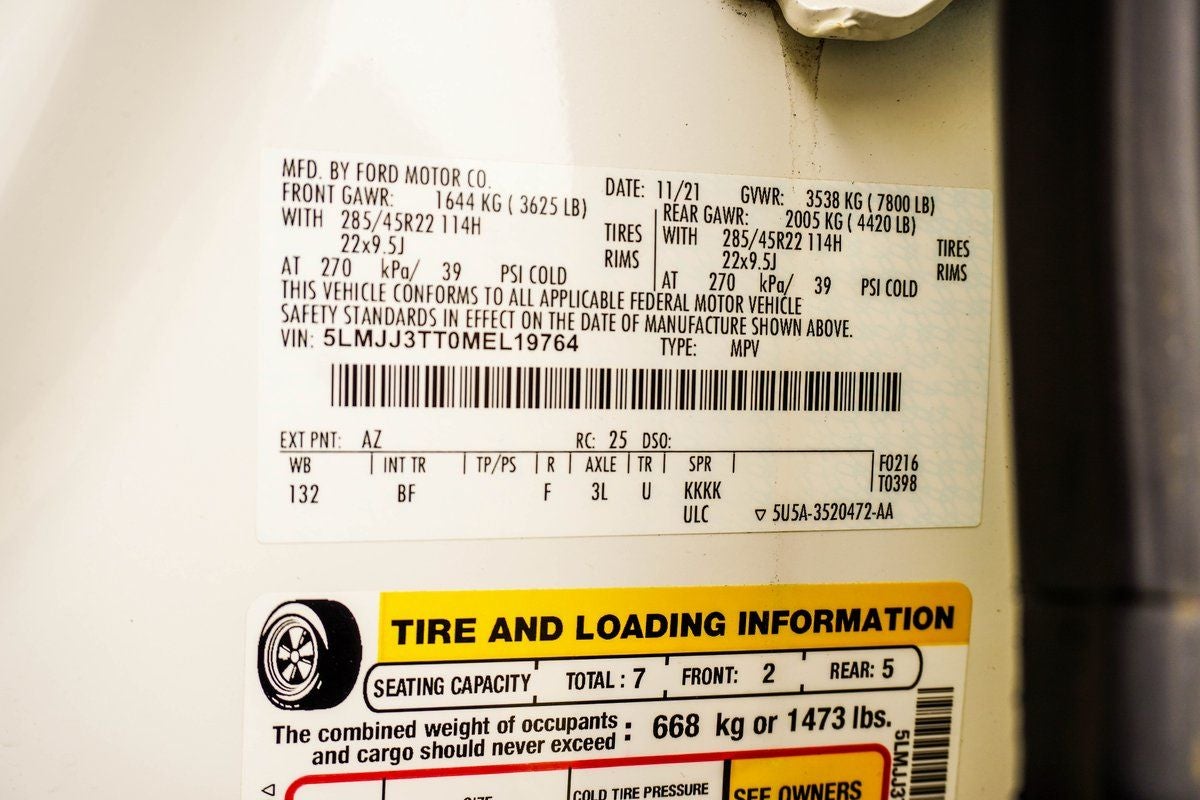 MFD. BY FORD MOTOR CO.
DATE: 11/21 GVWR: 3538 KG ( 7800 LB)
FRONT GAWR: 1644 KG ( 3625 LB) REAR GAWR: 2005 KG ( 4420 LB)
WITH 285/45R22 114H TIRES WITH 285/45R22 114H TIRES
22x9.5J RIMS 22x9.5J RIMS
AT 270 kPa/ 39 PSI COLD AT 270 kPa/ 39 PSI COLD
THIS VEHICLE CONFORMS TO ALL APPLICABLE FEDERAL MOTOR VEHICLE
SAFETY STANDARDS IN EFFECT ON THE DATE OF MANUFACTURE SHOWN ABOVE.
VIN: 5LMJJ3TT0MEL19764 TYPE: MPV
EXT PNT: AZ RC: 25 DSO:
WB INT TR TP/PS R AXLE TR SPR F0216
132 BF F 3L U KKKK T0398
ULC ▽ 5U5A-3520472-AA
TIRE AND LOADING INFORMATION
SEATING CAPACITY TOTAL : 7 FRONT: 2 REAR: 5
The combined weight of occupants
and cargo should never exceed : 668 kg or 1473 lbs.
5LMJJ3
COLD TIRE PRESSURE
SEE OWNERS